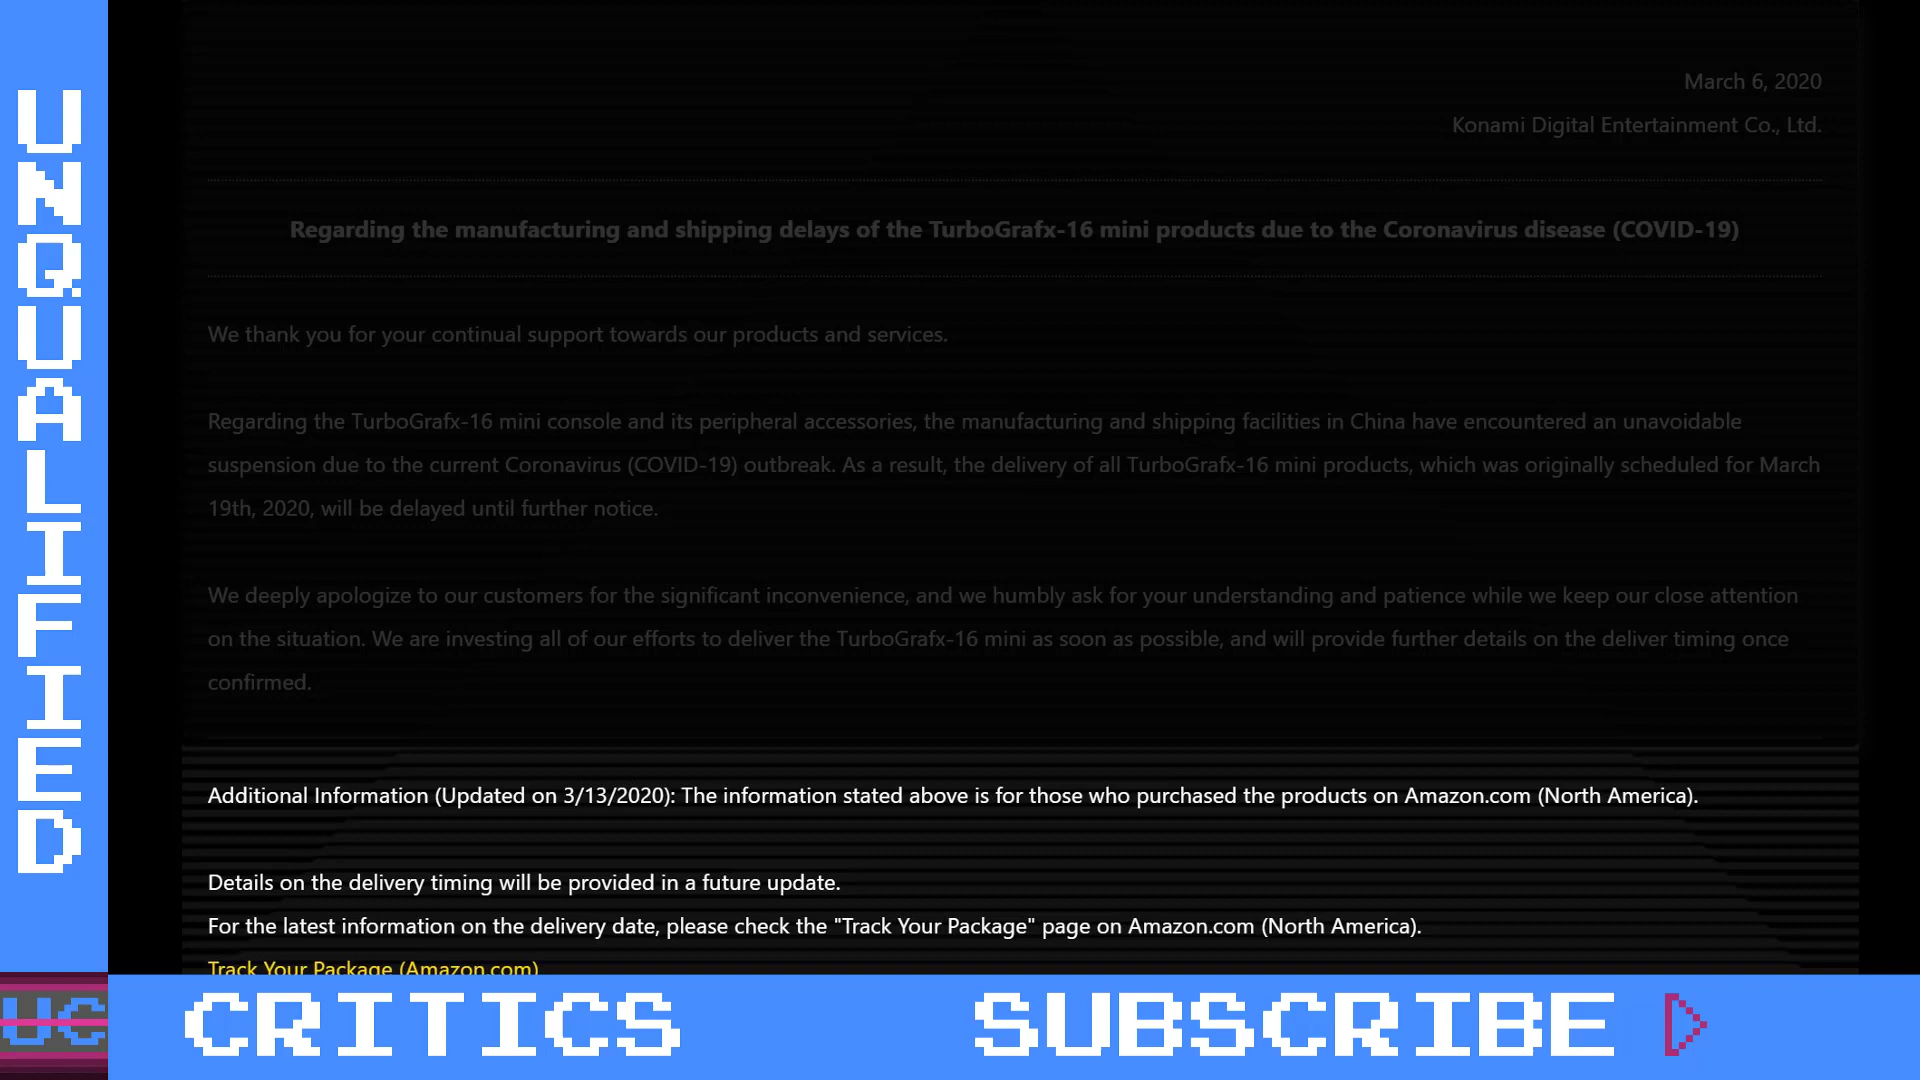 UNQUALIFIED
March 6, 2020
Konami Digital Entertainment Co., Ltd.
Regarding the manufacturing and shipping delays of the TurboGrafx-16 mini products due to the Coronavirus disease (COVID-19)
We thank you for your continual support towards our products and services.
Regarding the TurboGrafx-16 mini console and its peripheral accessories, the manufacturing and shipping facilities in China have encountered an unavoidable
suspension due to the current Coronavirus (COVID-19) outbreak. As a result, the delivery of all TurboGrafx-16 mini products, which was originally scheduled for March
19th, 2020, will be delayed until further notice.
We deeply apologize to our customers for the significant inconvenience, and we humbly ask for your understanding and patience while we keep our close attention
on the situation. We are investing all of our efforts to deliver the TurboGrafx-16 mini as soon as possible, and will provide further details on the deliver timing once
confirmed.
Additional Information (Updated on 3/13/2020): The information stated above is for those who purchased the products on Amazon.com (North America).
Details on the delivery timing will be provided in a future update.
For the latest information on the delivery date, please check the "Track Your Package" page on Amazon.com (North America).
Track Your Package (Amazon.com)
UC
CRITICS
SUBSCRIBE